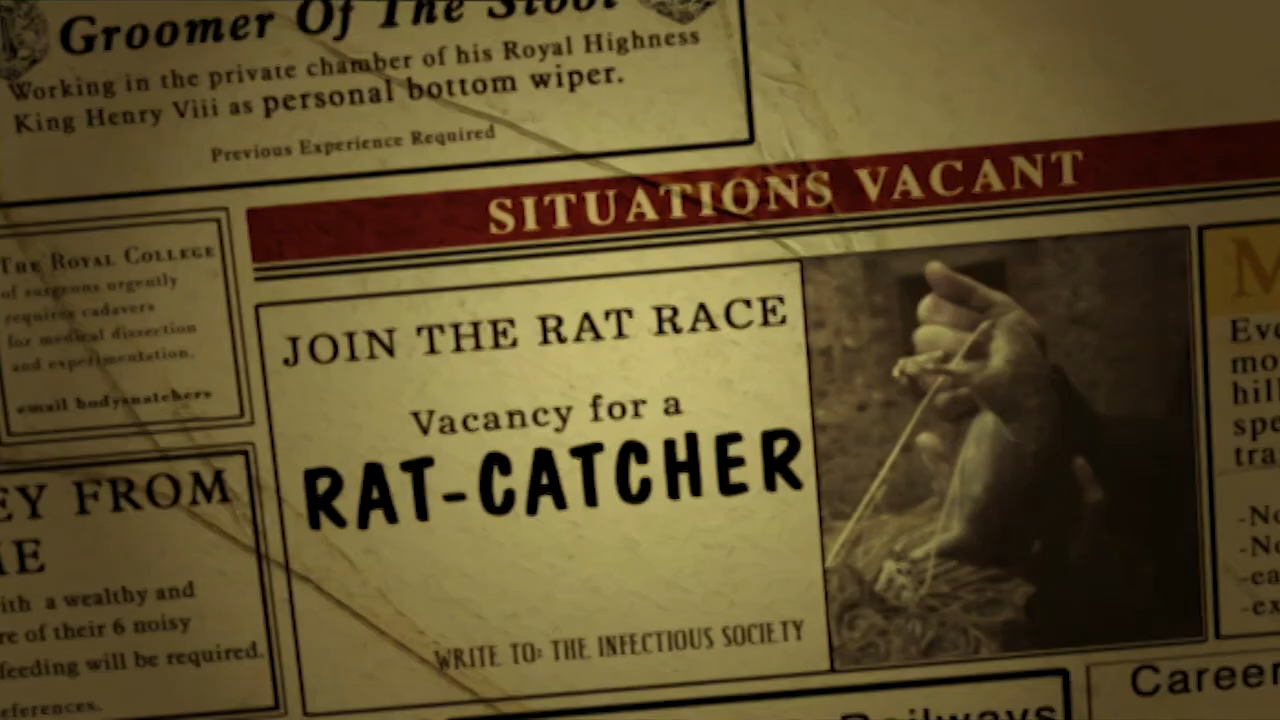 Groomer Of The Stool
Working in the private chamber of his Royal Highness
King Henry Viii as personal bottom wiper.
Previous Experience Required
SITUATIONS VACANT
THE ROYAL COLLEGE
of surgeons urgently
requires cadavers
for medical dissection
and experimentation.
email bodysnatchers
JOIN THE RAT RACE
Vacancy for a
RAT-CATCHER
WRITE TO: THE INFECTIOUS SOCIETY
EY FROM
IE
ith a wealthy and
re of their 6 noisy
feeding will be required.
eferences.
M
Eve
mo
hill
spe
tra
-No
-No
-ea
-ex
Railways
Career